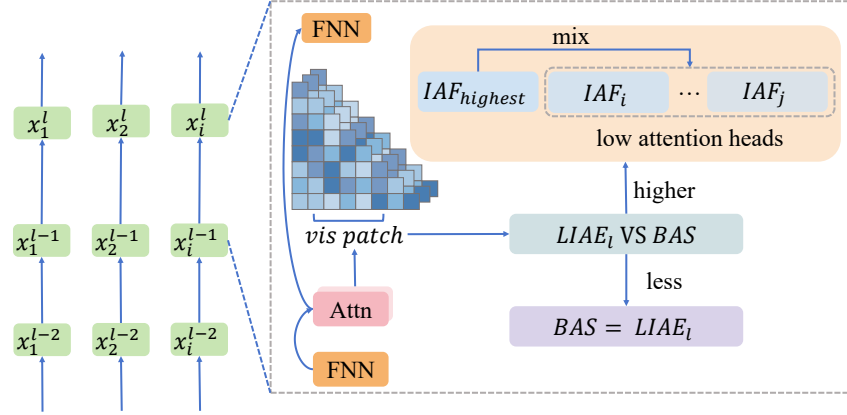 FNN
mix
IAF_highest IAF_i ... IAF_j
low attention heads
x_1^l x_2^l x_i^l
higher
vis patch
LIAE_l VS BAS
x_1^{l-1} x_2^{l-1} x_i^{l-1}
less
Attn
BAS = LIAE_l
x_1^{l-2} x_2^{l-2} x_i^{l-2}
FNN